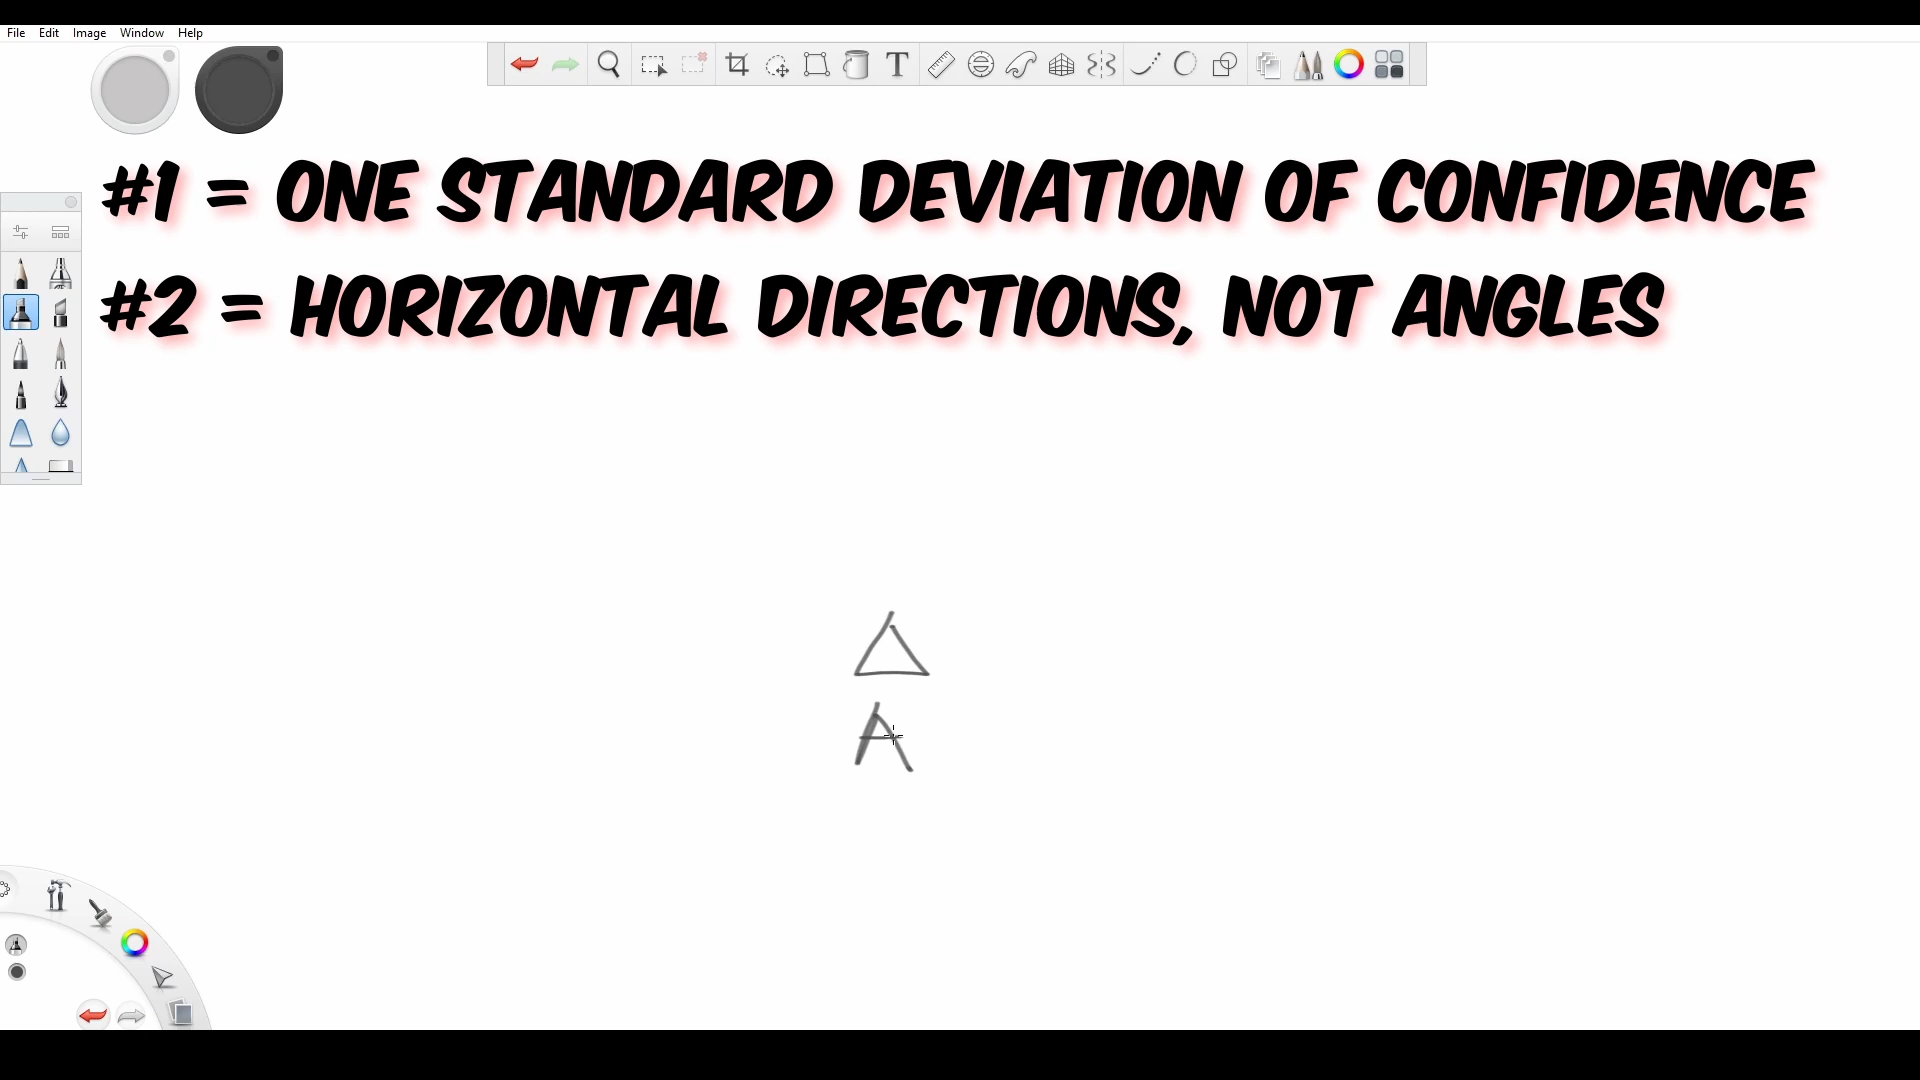 File Edit Image Window Help
#1 = ONE STANDARD DEVIATION OF CONFIDENCE
#2 = HORIZONTAL DIRECTIONS, NOT ANGLES
A